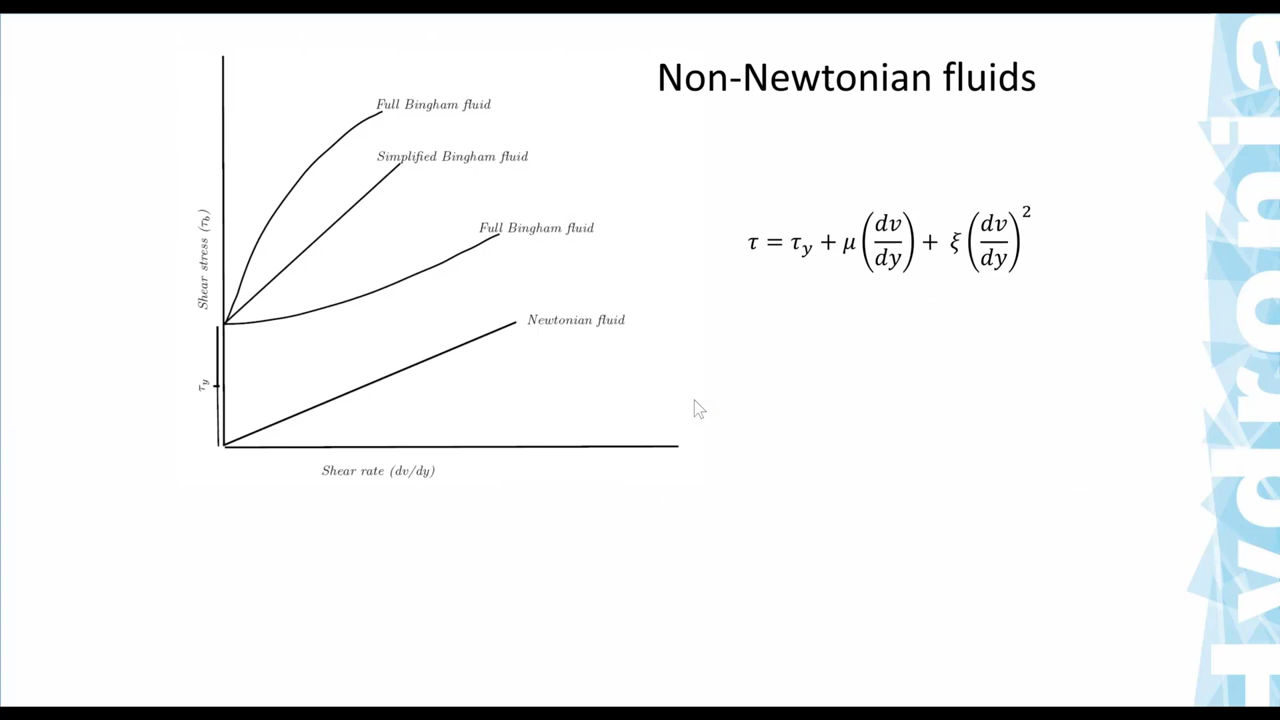 Non-Newtonian fluids
Full Bingham fluid
Simplified Bingham fluid
Full Bingham fluid
Newtonian fluid
Shear stress (τ_b)
τ_y
Shear rate (dv/dy)
τ = τ_y + μ (dv/dy) + ξ (dv/dy)^2
Hydronia